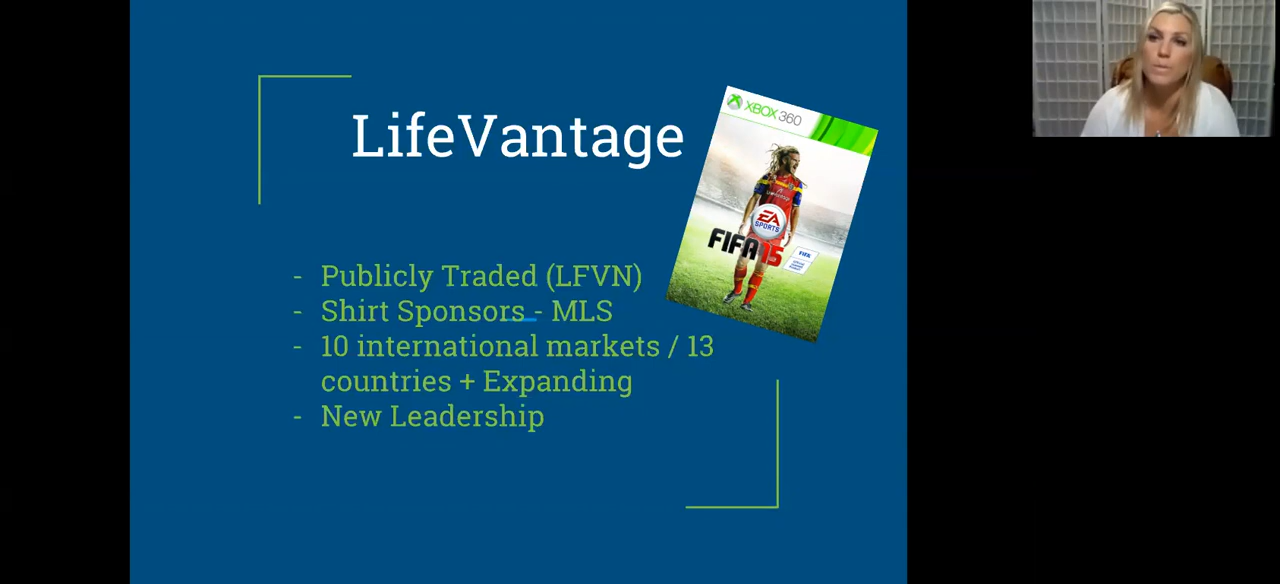 LifeVantage
XBOX 360
EA
SPORTS
FIFA 15
FIFA
- Publicly Traded (LFVN)
- Shirt Sponsors - MLS
- 10 international markets / 13
countries + Expanding
- New Leadership